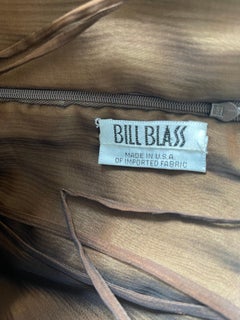 BILL BLASS
MADE IN U.S.A.
OF IMPORTED FABRIC